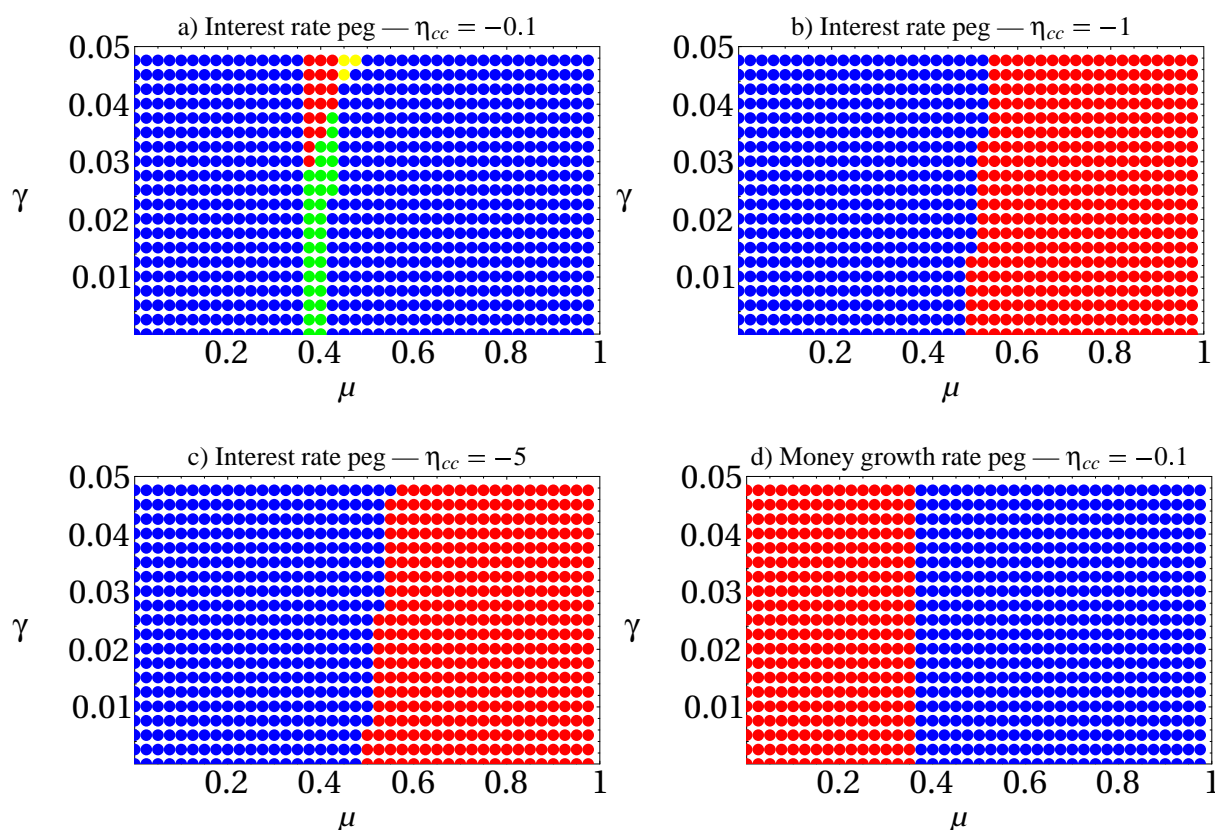 a) Interest rate peg — η_cc = −0.1
0.05
0.04
0.03
γ
0.02
0.01
0.2 0.4 0.6 0.8 1
μ
b) Interest rate peg — η_cc = −1
0.05
0.04
0.03
γ
0.02
0.01
0.2 0.4 0.6 0.8 1
μ
c) Interest rate peg — η_cc = −5
0.05
0.04
0.03
γ
0.02
0.01
0.2 0.4 0.6 0.8 1
μ
d) Money growth rate peg — η_cc = −0.1
0.05
0.04
0.03
γ
0.02
0.01
0.2 0.4 0.6 0.8 1
μ